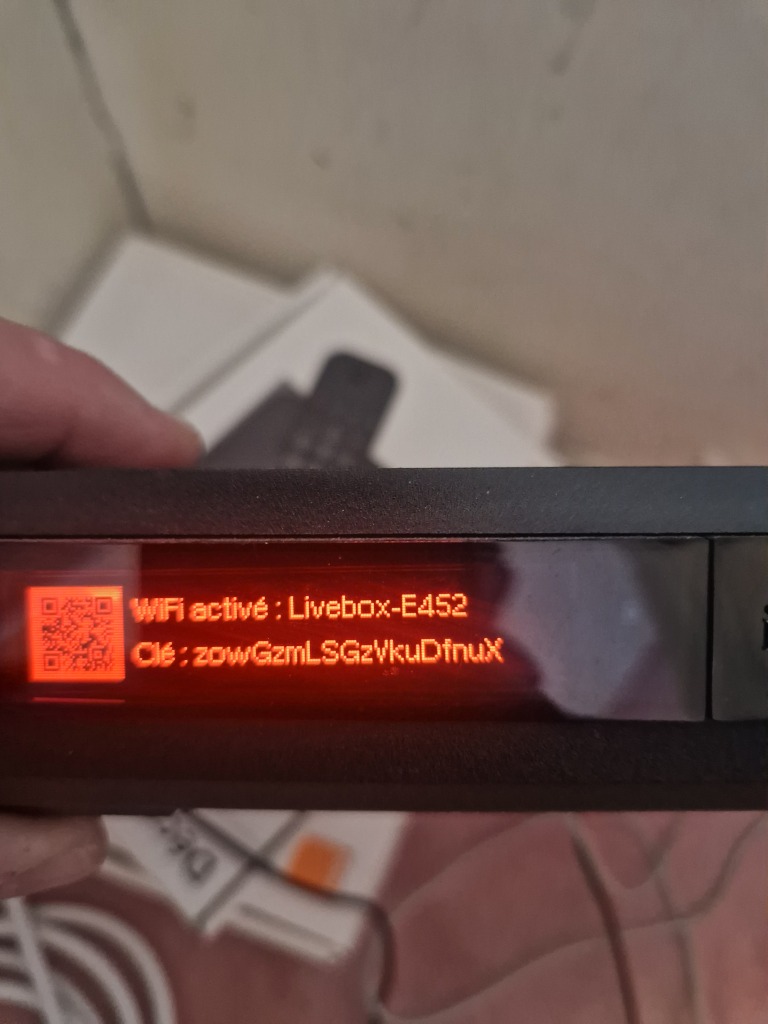 WiFi activé : Livebox-E452
Clé : zowGzmLSGzVkuDfnuX